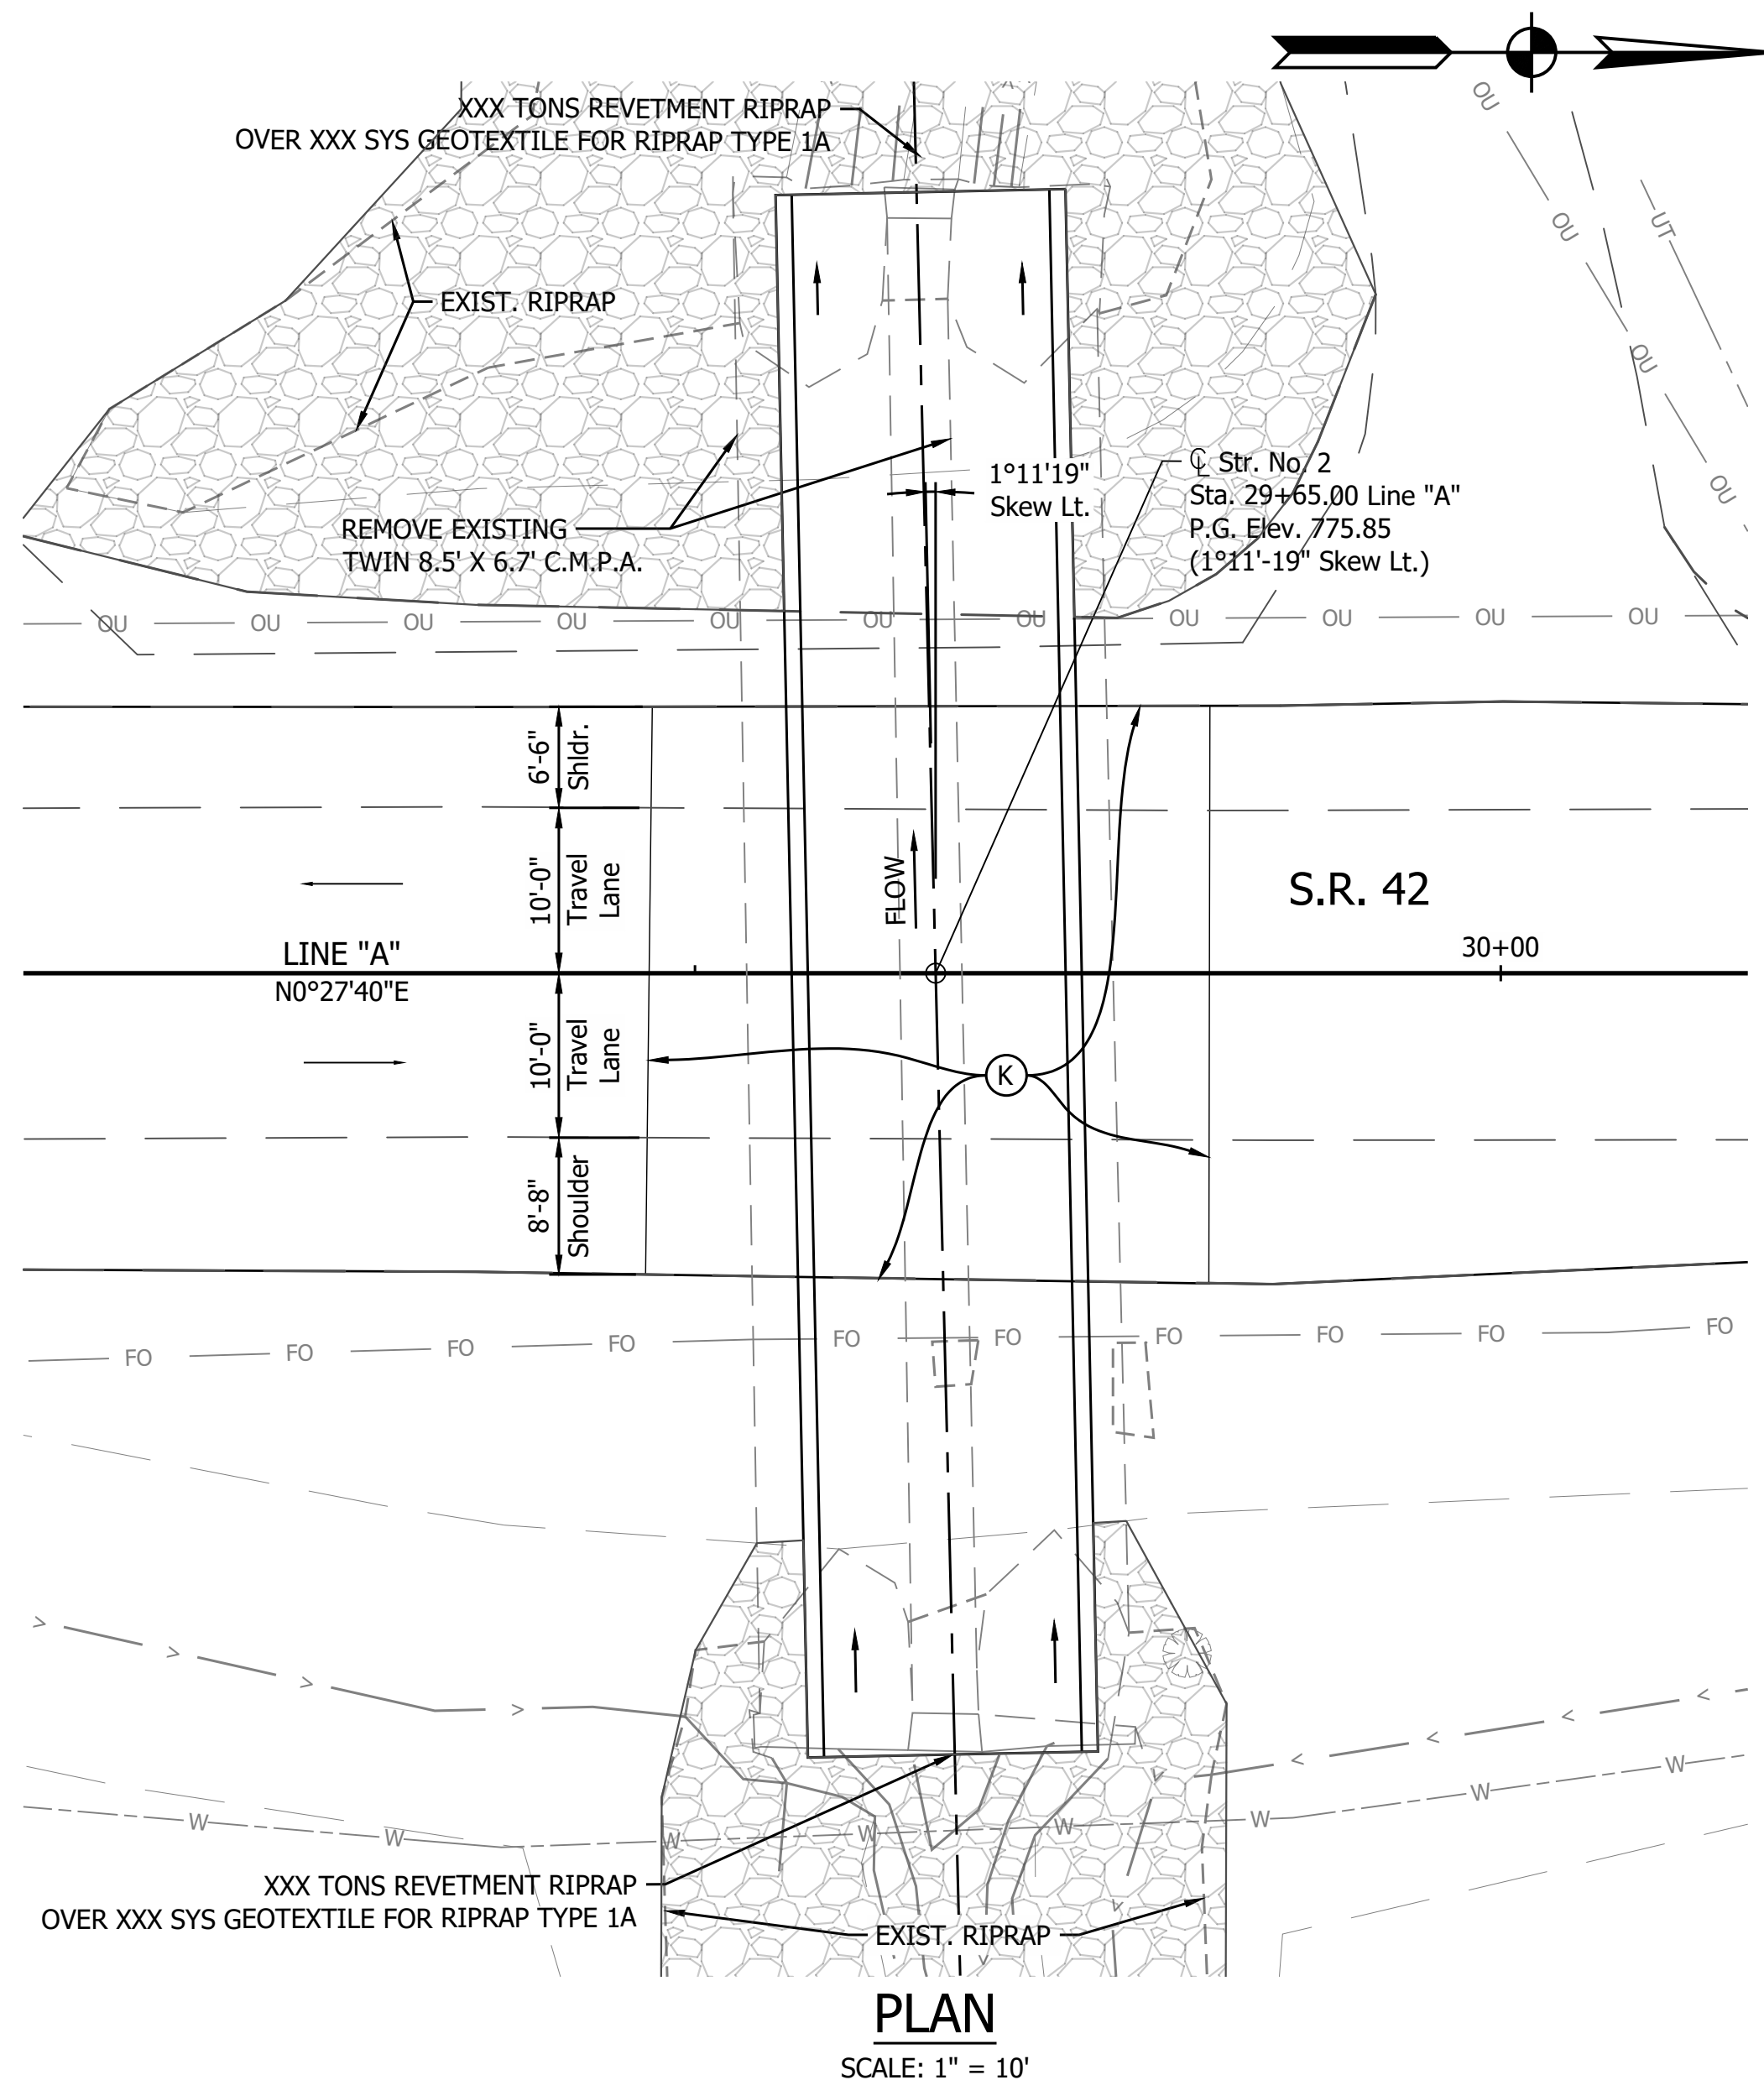 XXX TONS REVETMENT RIPRAP
OVER XXX SYS GEOTEXTILE FOR RIPRAP TYPE 1A
OU
OU
UT
OU
OU
EXIST. RIPRAP
1°11'19"
Skew Lt.
℄ Str. No. 2
Sta. 29+65.00 Line "A"
P.G. Elev. 775.85
(1°11'-19" Skew Lt.)
REMOVE EXISTING
TWIN 8.5' X 6.7' C.M.P.A.
OU OU OU OU OU OU OU OU OU OU OU
6'-6"
Shldr.
10'-0"
Travel
Lane
FLOW
S.R. 42
LINE "A"
N0°27'40"E
30+00
10'-0"
Travel
Lane
K
8'-8"
Shoulder
FO FO FO FO FO FO FO FO FO FO
W W W W W W W W W
XXX TONS REVETMENT RIPRAP
OVER XXX SYS GEOTEXTILE FOR RIPRAP TYPE 1A
EXIST. RIPRAP
PLAN
SCALE: 1" = 10'